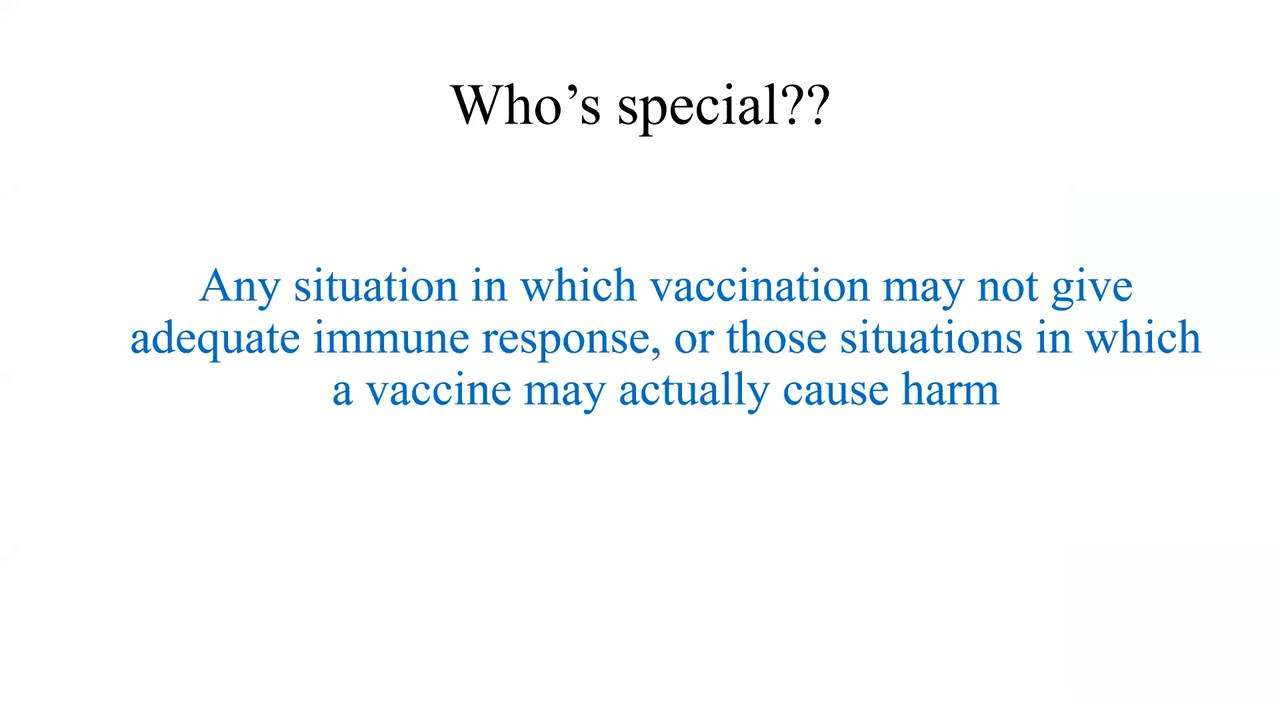 Who’s special??
Any situation in which vaccination may not give
adequate immune response, or those situations in which
a vaccine may actually cause harm